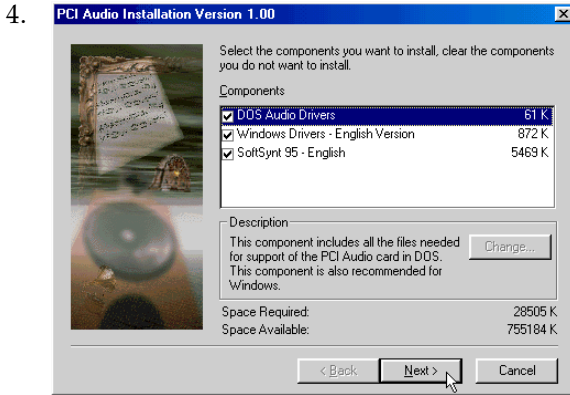 4.
PCI Audio Installation Version 1.00
Select the components you want to install, clear the components
you do not want to install.
Components
DOS Audio Drivers 61 K
Windows Drivers - English Version 872 K
SoftSynt 95 - English 5469 K
Description
This component includes all the files needed
for support of the PCI Audio card in DOS.
This component is also recommended for
Windows.
Change...
Space Required: 28505 K
Space Available: 755184 K
< Back
Next >
Cancel